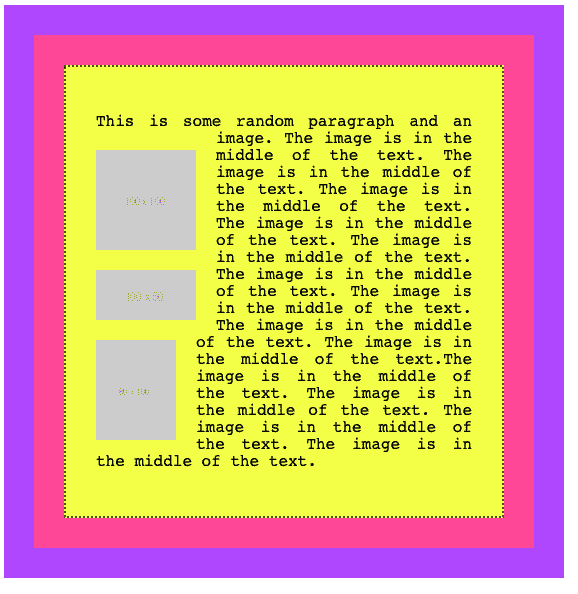 This is some random paragraph and an
image. The image is in the
middle of the text. The
image is in the middle of
the text. The image is in
the middle of the text.
The image is in the middle
of the text. The image is
in the middle of the text.
The image is in the middle
of the text. The image is
in the middle of the text.
The image is in the middle
of the text. The image is in
the middle of the text.The
image is in the middle of
the text. The image is in
the middle of the text. The
image is in the middle of
the text. The image is in
the middle of the text.